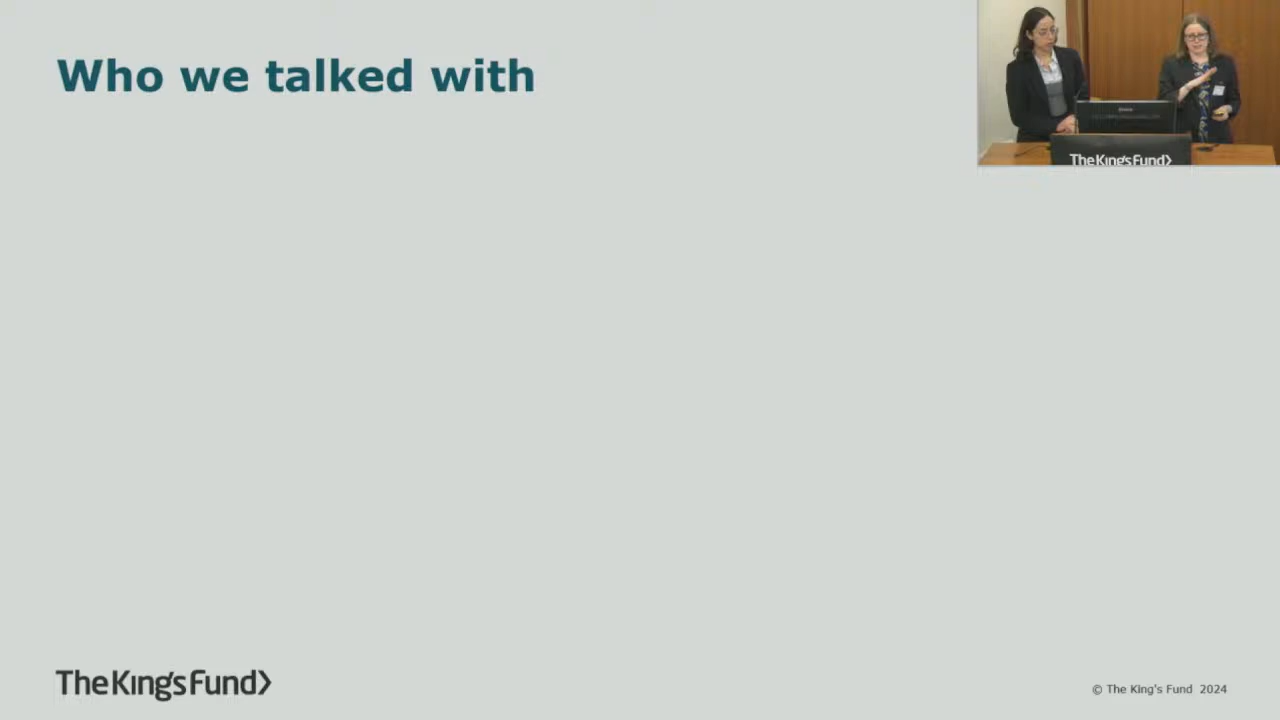 Who we talked with
The King's Fund>
The King's Fund>
© The King's Fund 2024